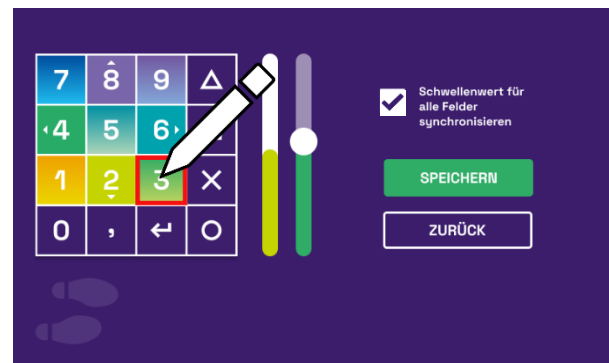 7 8 9 △
4 5 6
1 2 3 ✕
0 , ↵ ○
Schwellenwert für
alle Felder
synchronisieren
SPEICHERN
ZURÜCK